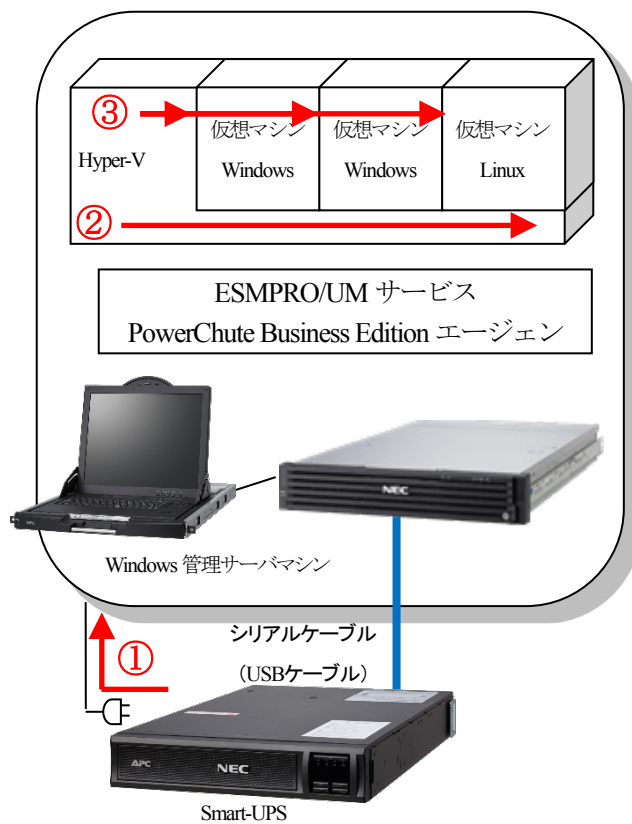 ③
仮想マシン
仮想マシン
仮想マシン
Hyper-V
Windows
Windows
Linux
②
ESMPRO/UM サービス
PowerChute Business Edition エージェン
NEC
Windows 管理サーバマシン
シリアルケーブル
(USBケーブル)
①
APC
NEC
Smart-UPS